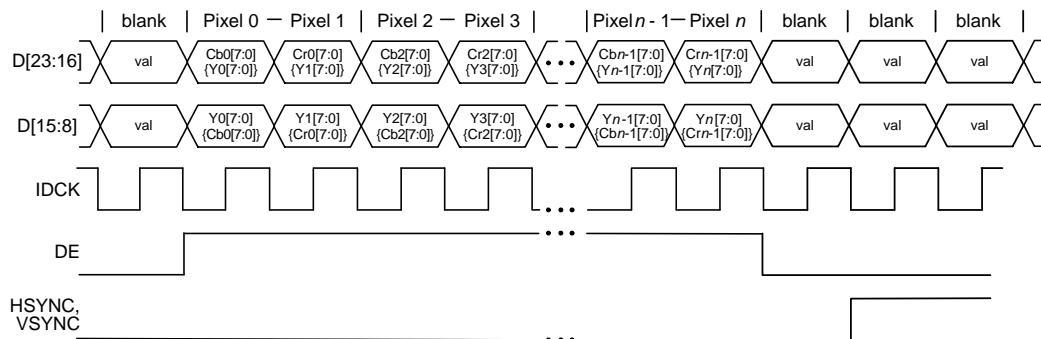 blank Pixel 0 — Pixel 1 Pixel 2 — Pixel 3 Pixel n - 1 — Pixel n blank blank blank
D[23:16] val Cb0[7:0] Cr0[7:0] Cb2[7:0] Cr2[7:0] • • • Cbn-1[7:0] Crn-1[7:0] val val val
{Y0[7:0]} {Y1[7:0]} {Y2[7:0]} {Y3[7:0]} {Yn-1[7:0]} {Yn[7:0]}
D[15:8] val Y0[7:0] Y1[7:0] Y2[7:0] Y3[7:0] • • • Yn-1[7:0] Yn[7:0] val val val
{Cb0[7:0]} {Cr0[7:0]} {Cb2[7:0]} {Cr2[7:0]} {Cbn-1[7:0]} {Crn-1[7:0]}
IDCK • • •
DE • • •
HSYNC,
VSYNC • • •